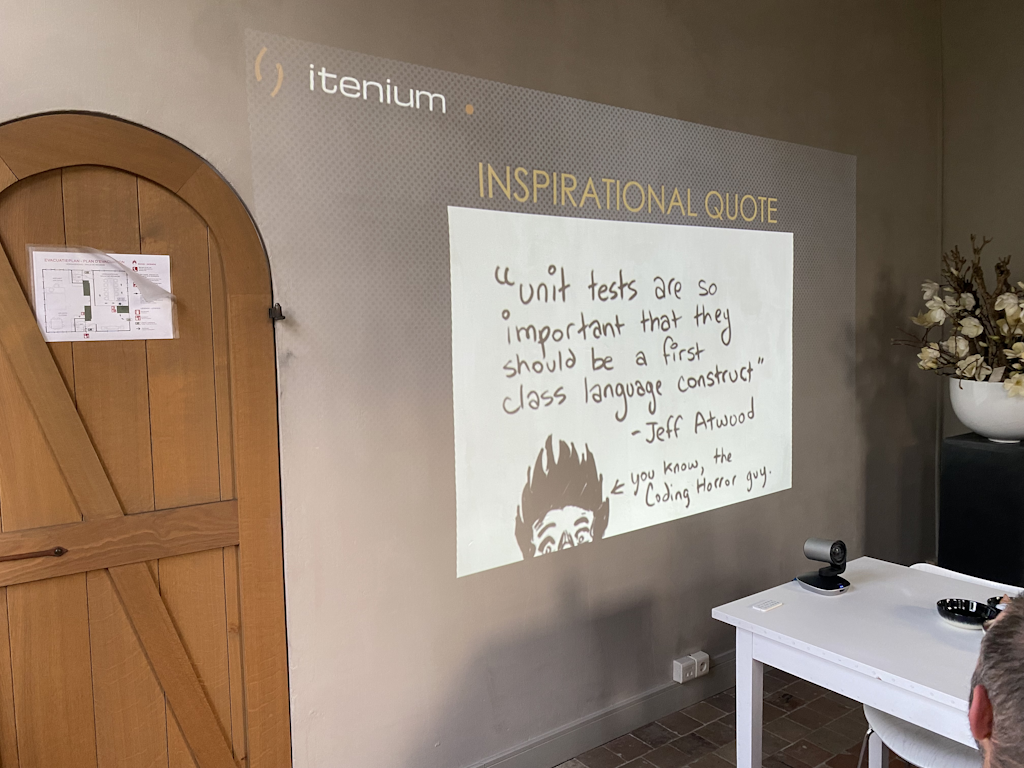 itenium
INSPIRATIONAL QUOTE
"unit tests are so
important that they
should be a first
class language construct"
-Jeff Atwood
you know, the
Coding Horror guy.